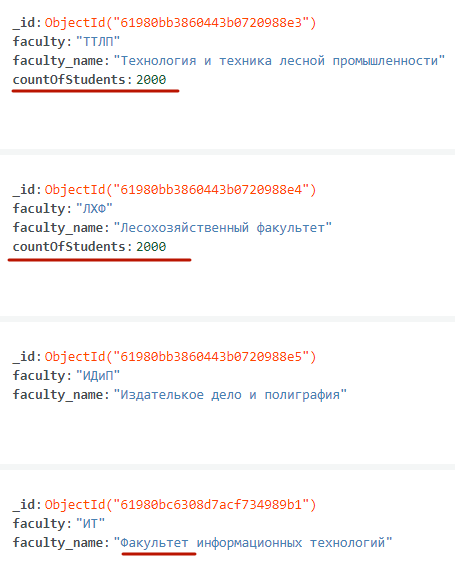 _id: ObjectId("61980bb3860443b0720988e3")
faculty: "ТТЛП"
faculty_name: "Технология и техника лесной промышленности"
countOfStudents: 2000
_id: ObjectId("61980bb3860443b0720988e4")
faculty: "ЛХФ"
faculty_name: "Лесохозяйственный факультет"
countOfStudents: 2000
_id: ObjectId("61980bb3860443b0720988e5")
faculty: "ИДиП"
faculty_name: "Издателькое дело и полиграфия"
_id: ObjectId("61980bc6308d7acf734989b1")
faculty: "ИТ"
faculty_name: "Факультет информационных технологий"